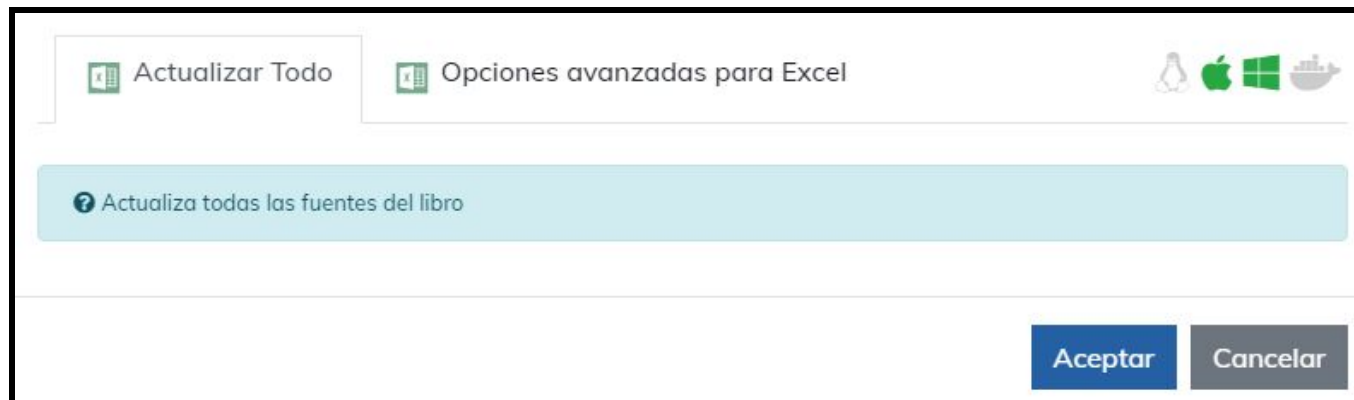 Actualizar Todo
Opciones avanzadas para Excel
Actualiza todas las fuentes del libro
Aceptar
Cancelar